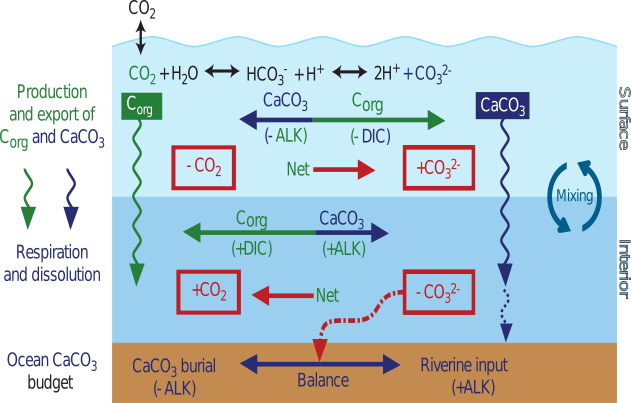 CO₂
CO₂ + H₂O ↔ HCO₃⁻ + H⁺ ↔ 2H⁺ + CO₃²⁻
Production
and export of
Corg and CaCO₃
Corg
CaCO₃ Corg
(- ALK) (- DIC)
CaCO₃
- CO₂
Net
+CO₃²⁻
Surface
Mixing
Respiration
and dissolution
Corg CaCO₃
(+DIC) (+ALK)
+CO₂
Net
- CO₃²⁻
Interior
Ocean CaCO₃
budget
CaCO₃ burial
(- ALK)
Balance
Riverine input
(+ALK)